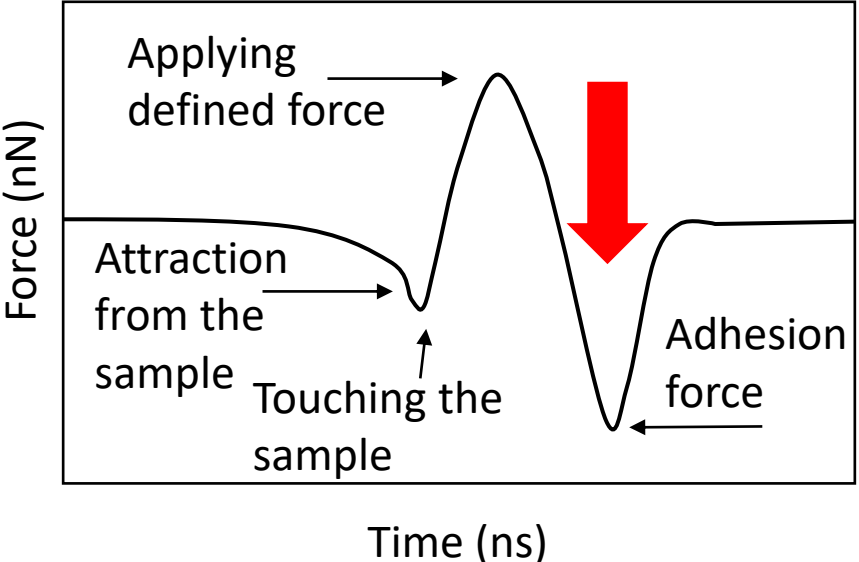 Applying
defined force
Force (nN)
Attraction
from the
sample
Touching the
sample
Adhesion
force
Time (ns)